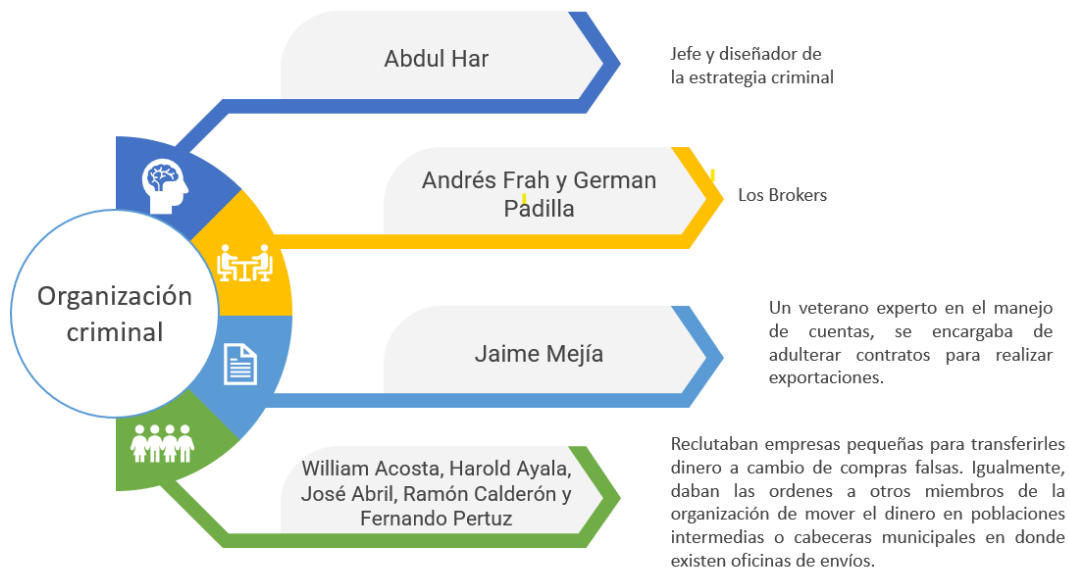 Abdul Har
Jefe y diseñador de
la estrategia criminal
Andrés Frah y German
Padilla
Los Brokers
Organización
criminal
Jaime Mejía
Un veterano experto en el manejo
de cuentas, se encargaba de
adulterar contratos para realizar
exportaciones.
William Acosta, Harold Ayala,
José Abril, Ramón Calderón y
Fernando Pertuz
Reclutaban empresas pequeñas para transferirles
dinero a cambio de compras falsas. Igualmente,
daban las ordenes a otros miembros de la
organización de mover el dinero en poblaciones
intermedias o cabeceras municipales en donde
existen oficinas de envíos.